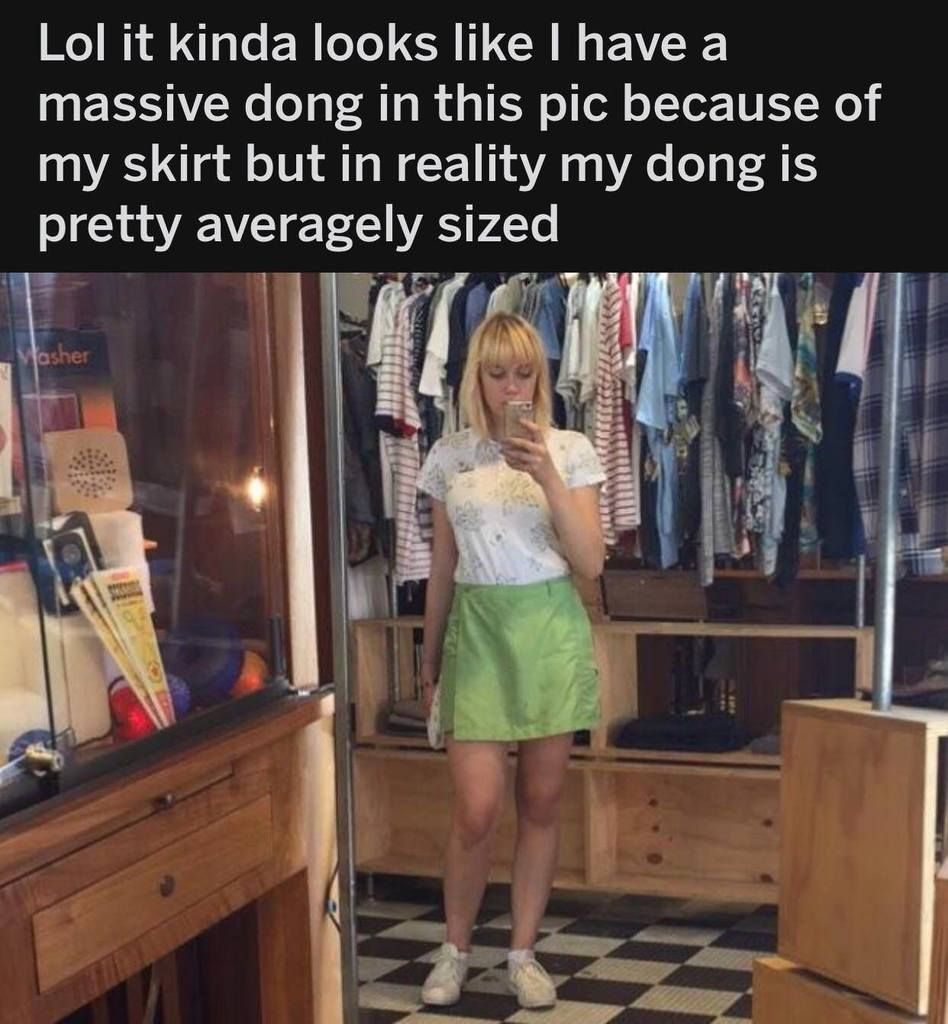 Lol it kinda looks like I have a
massive dong in this pic because of
my skirt but in reality my dong is
pretty averagely sized
Washer